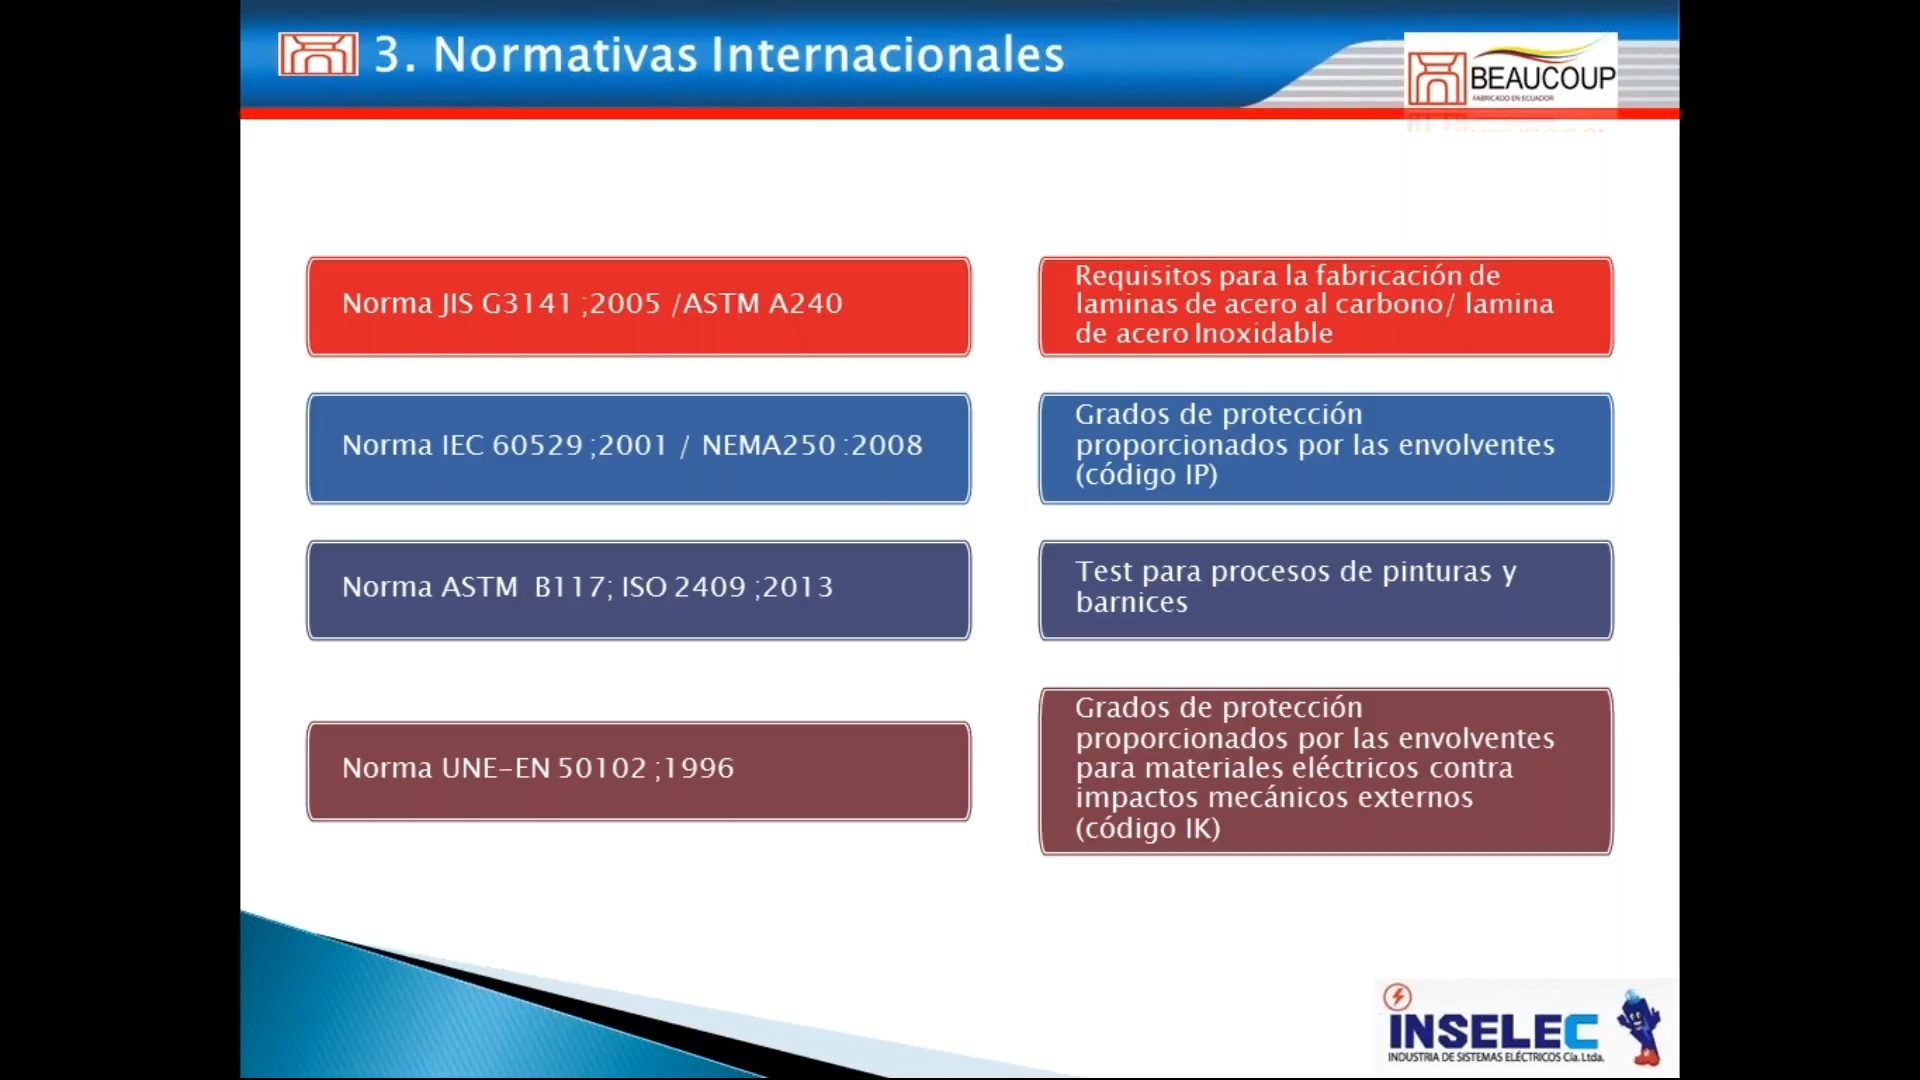 3. Normativas Internacionales
BEAUCOUP
FABRICADO EN ECUADOR
Norma JIS G3141 ;2005 /ASTM A240
Requisitos para la fabricación de
laminas de acero al carbono/ lamina
de acero Inoxidable
Norma IEC 60529 ;2001 / NEMA250 :2008
Grados de protección
proporcionados por las envolventes
(código IP)
Norma ASTM B117; ISO 2409 ;2013
Test para procesos de pinturas y
barnices
Norma UNE-EN 50102 ;1996
Grados de protección
proporcionados por las envolventes
para materiales eléctricos contra
impactos mecánicos externos
(código IK)
INSELEC
INDUSTRIA DE SISTEMAS ELÉCTRICOS Cía. Ltda.